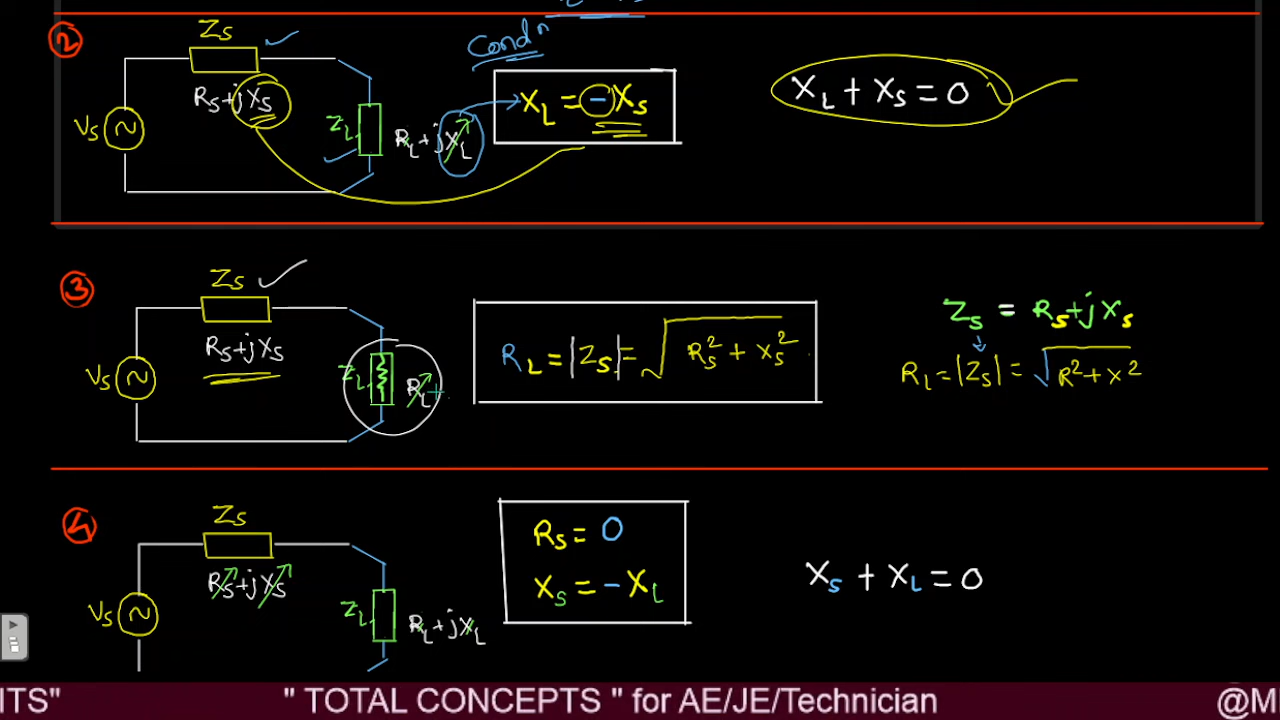 ②
Zs
Condⁿ
Rs+jXs
Vs
ZL
RL+jXL
XL = -Xs
XL + Xs = 0
③
Zs
Rs+jXs
Vs
ZL
RL+
RL = |Zs| = √Rs²+Xs²
Zs = Rs+jXs
RL = |Zs| = √R²+X²
④
Zs
Rs+jXs
Vs
ZL
RL+jXL
Rs = 0
Xs = -XL
Xs + XL = 0
ITS" " TOTAL CONCEPTS " for AE/JE/Technician @M